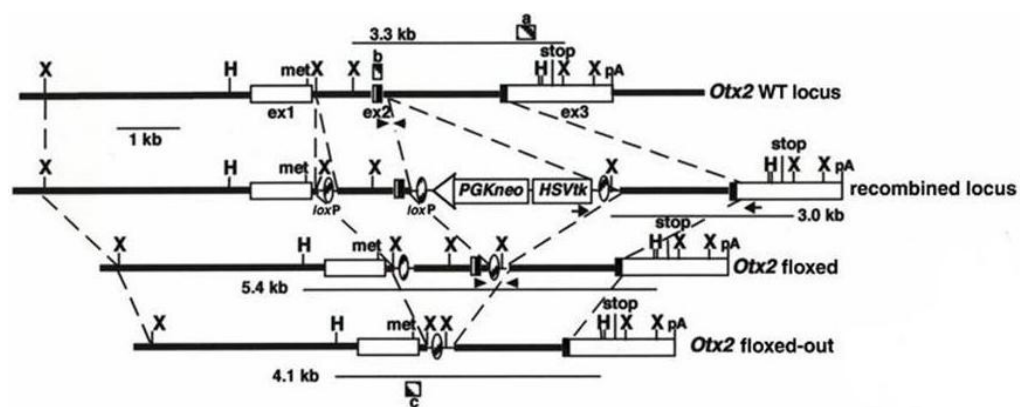 a
3.3 kb
stop
X H met X X b H X X pA
Otx2 WT locus
ex1 ex2 ex3
1 kb
stop
X H met X X X H X X pA
PGKneo HSVtk
recombined locus
loxP loxP
3.0 kb
stop
X H met X X X H X X pA
Otx2 floxed
5.4 kb
stop
X H met X X H X X pA
Otx2 floxed-out
4.1 kb
c